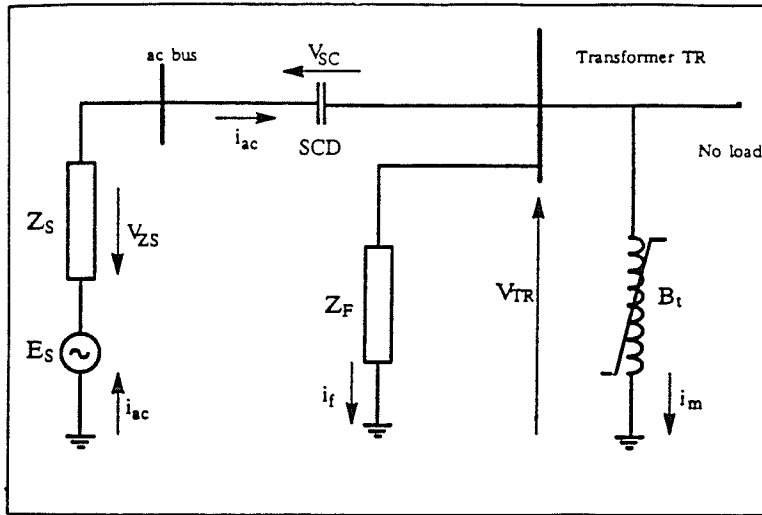 ac bus
V_SC
Transformer TR
i_ac
SCD
No load
Z_S
V_ZS
Z_F
V_TR
B_t
E_S
i_ac
i_f
i_m